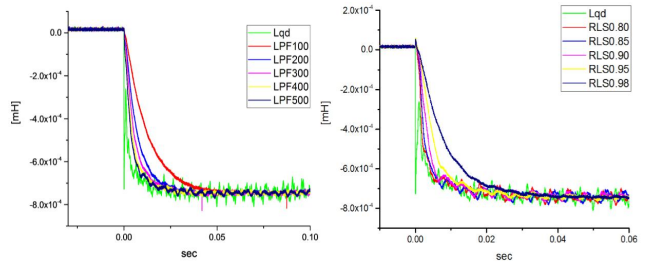 0.0
-2.0x10⁻⁴
-4.0x10⁻⁴
-6.0x10⁻⁴
-8.0x10⁻⁴
[mH]
0.00
0.05
0.10
sec
Lqd
LPF100
LPF200
LPF300
LPF400
LPF500
2.0x10⁻⁴
0.0
-2.0x10⁻⁴
-4.0x10⁻⁴
-6.0x10⁻⁴
-8.0x10⁻⁴
[mH]
0.00
0.02
0.04
0.06
sec
Lqd
RLS0.80
RLS0.85
RLS0.90
RLS0.95
RLS0.98